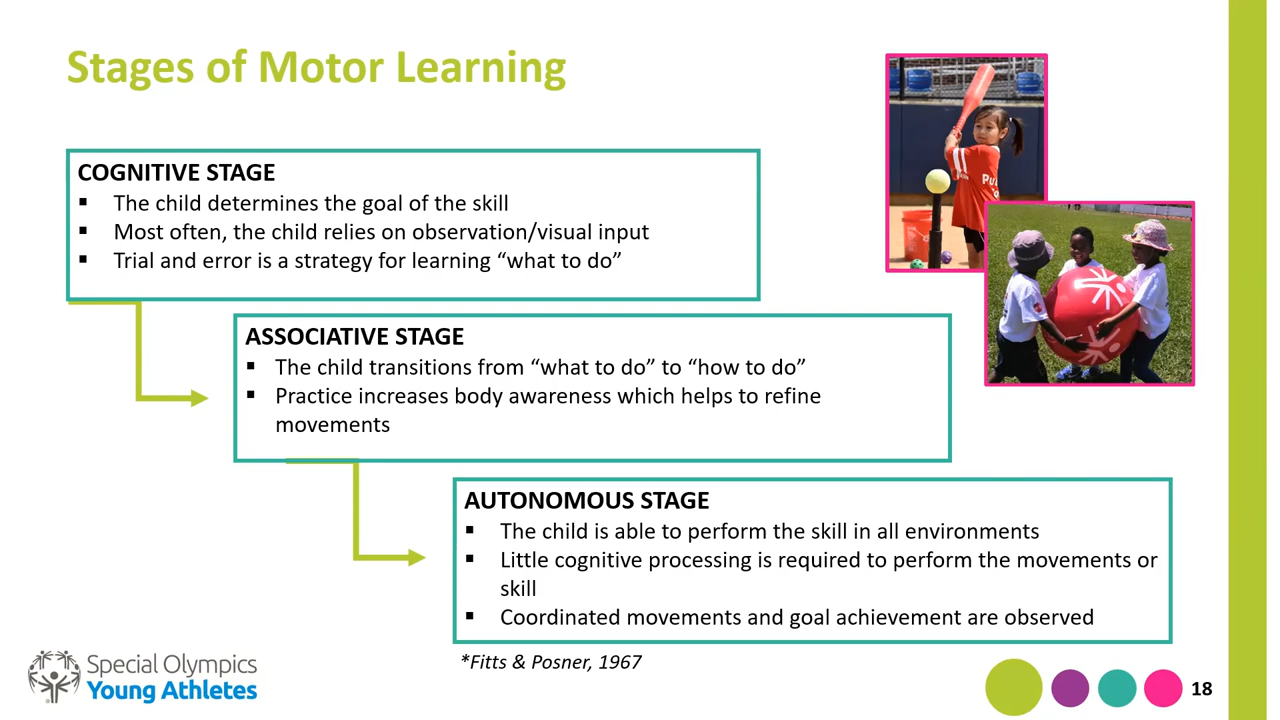 Stages of Motor Learning
COGNITIVE STAGE
▪ The child determines the goal of the skill
▪ Most often, the child relies on observation/visual input
▪ Trial and error is a strategy for learning “what to do”
ASSOCIATIVE STAGE
▪ The child transitions from “what to do” to “how to do”
▪ Practice increases body awareness which helps to refine
movements
AUTONOMOUS STAGE
▪ The child is able to perform the skill in all environments
▪ Little cognitive processing is required to perform the movements or
skill
▪ Coordinated movements and goal achievement are observed
*Fitts & Posner, 1967
Special Olympics
Young Athletes
18